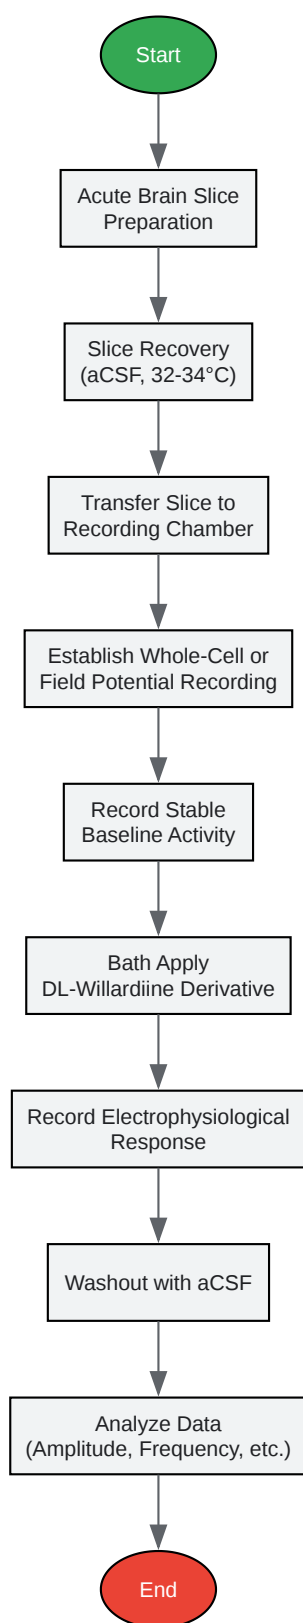 Start
Acute Brain Slice
Preparation
Slice Recovery
(aCSF, 32-34°C)
Transfer Slice to
Recording Chamber
Establish Whole-Cell or
Field Potential Recording
Record Stable
Baseline Activity
Bath Apply
DL-Willardiine Derivative
Record Electrophysiological
Response
Washout with aCSF
Analyze Data
(Amplitude, Frequency, etc.)
End